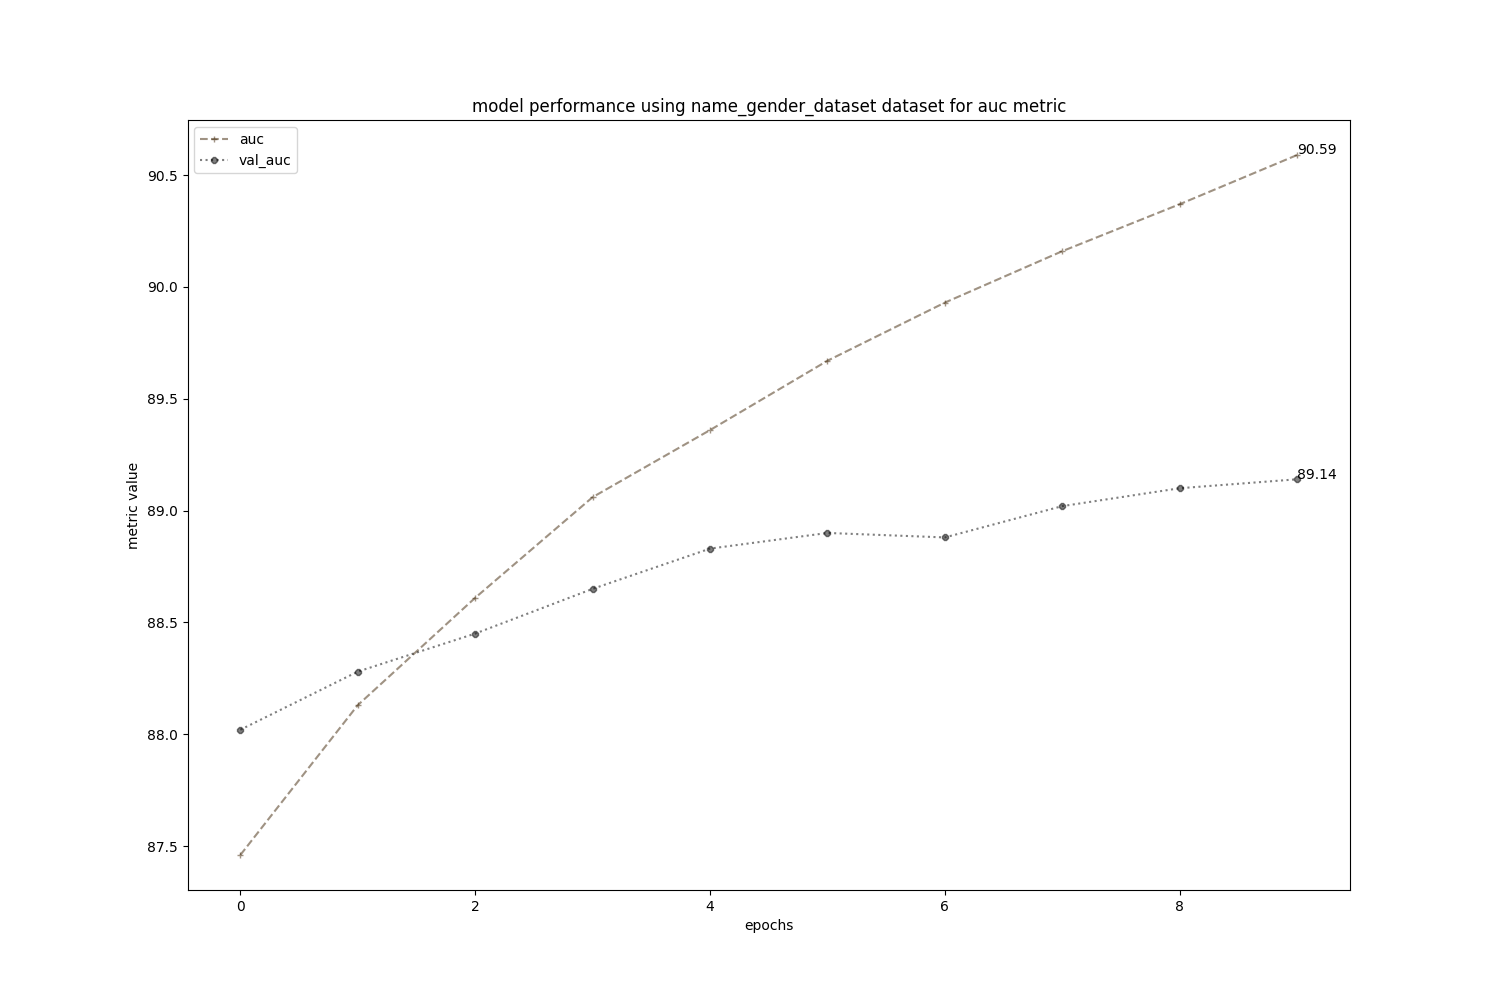 model performance using name_gender_dataset dataset for auc metric
auc
val_auc
90.59
90.5
90.0
89.5
89.14
89.0
88.5
88.0
87.5
metric value
0 2 4 6 8
epochs